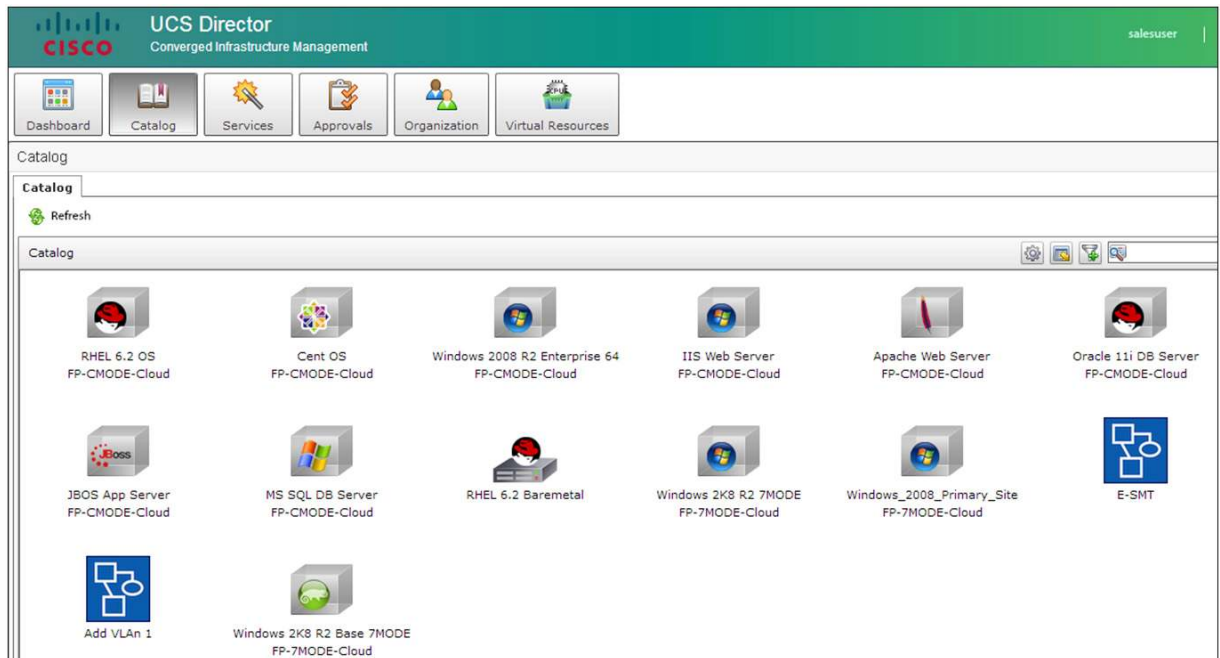 CISCO
UCS Director
Converged Infrastructure Management
salesuser
Dashboard
Catalog
Services
Approvals
Organization
CPU
Virtual Resources
Catalog
Catalog
Refresh
Catalog
RHEL 6.2 OS
FP-CMODE-Cloud
Cent OS
FP-CMODE-Cloud
Windows 2008 R2 Enterprise 64
FP-CMODE-Cloud
IIS Web Server
FP-CMODE-Cloud
Apache Web Server
FP-CMODE-Cloud
Oracle 11i DB Server
FP-CMODE-Cloud
JBoss
JBOS App Server
FP-CMODE-Cloud
MS SQL DB Server
FP-CMODE-Cloud
RHEL 6.2 Baremetal
Windows 2K8 R2 7MODE
FP-7MODE-Cloud
Windows_2008_Primary_Site
FP-7MODE-Cloud
E-SMT
Add VLAn 1
Windows 2K8 R2 Base 7MODE
FP-7MODE-Cloud